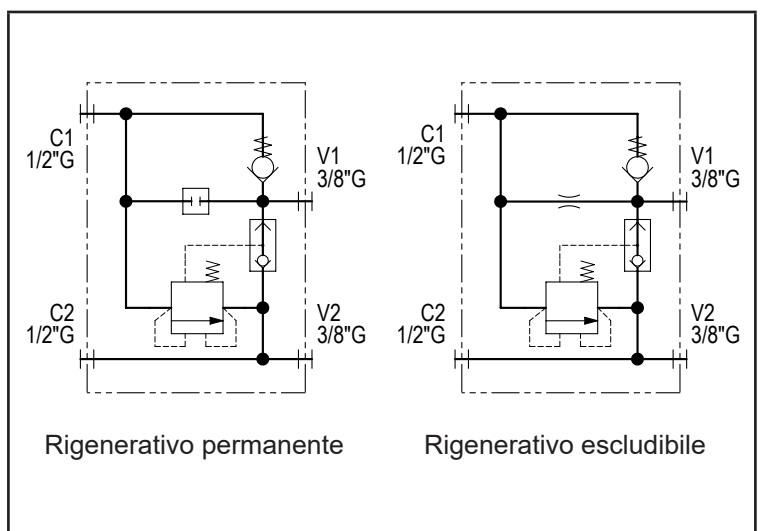 C1
1/2"G
V1
3/8"G
C2
1/2"G
V2
3/8"G
Rigenerativo permanente
C1
1/2"G
V1
3/8"G
C2
1/2"G
V2
3/8"G
Rigenerativo escludibile